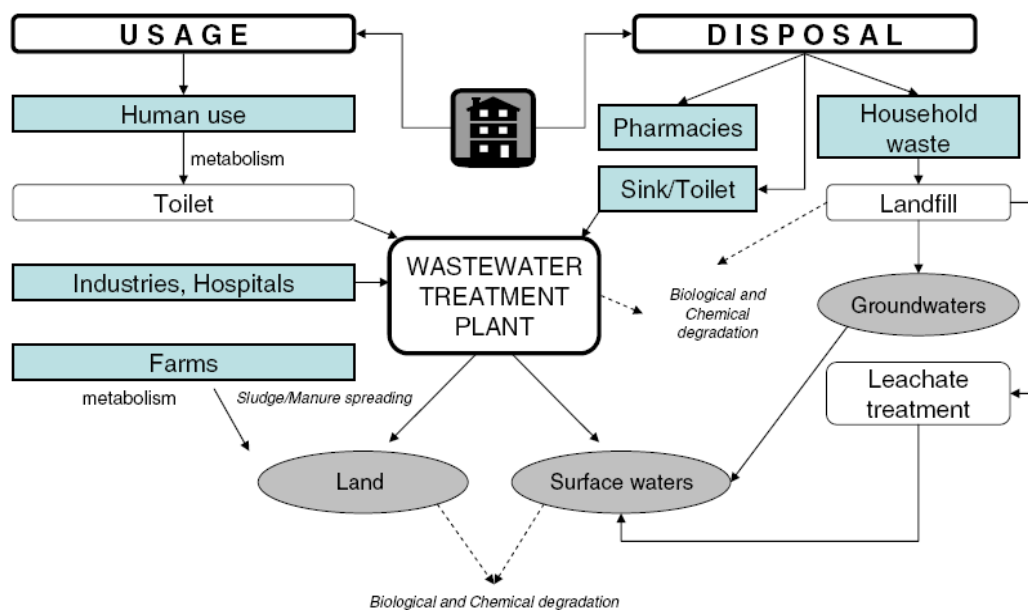 USAGE
DISPOSAL
Human use
Pharmacies
Household
waste
metabolism
Sink/Toilet
Toilet
Landfill
WASTEWATER
TREATMENT
PLANT
Industries, Hospitals
Biological and
Chemical
degradation
Groundwaters
Farms
metabolism
Sludge/Manure spreading
Leachate
treatment
Land
Surface waters
Biological and Chemical degradation